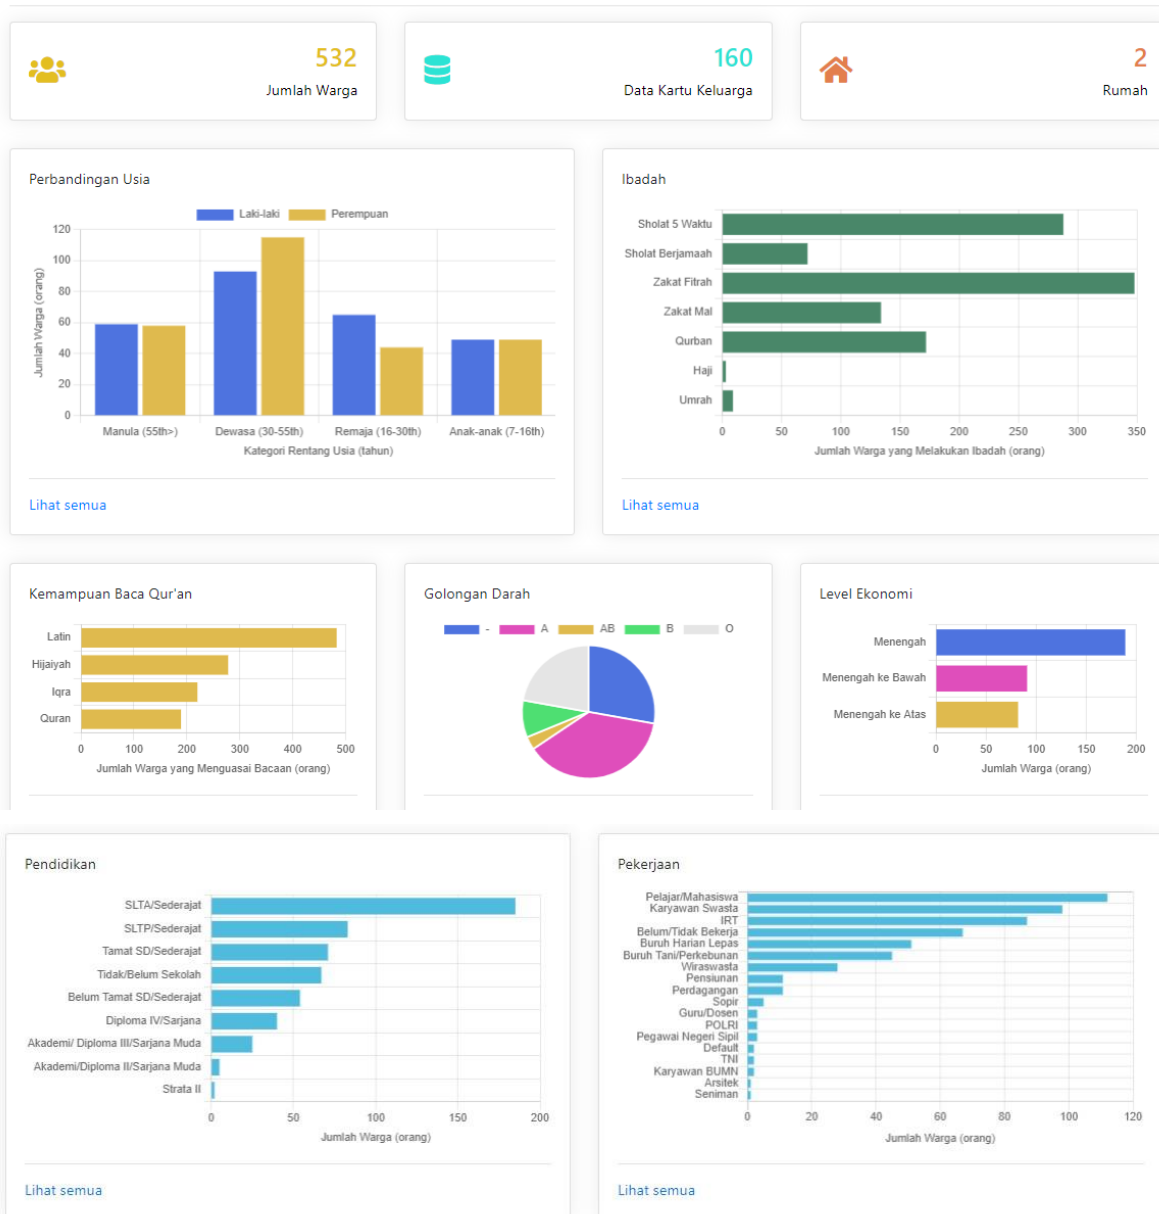 532
Jumlah Warga
160
Data Kartu Keluarga
2
Rumah
Perbandingan Usia
Laki-laki Perempuan
120
100
80
60
40
20
0
Jumlah Warga (orang)
Manula (55th>) Dewasa (30-55th) Remaja (16-30th) Anak-anak (7-16th)
Kategori Rentang Usia (tahun)
Lihat semua
Ibadah
Sholat 5 Waktu
Sholat Berjamaah
Zakat Fitrah
Zakat Mal
Qurban
Haji
Umrah
0 50 100 150 200 250 300 350
Jumlah Warga yang Melakukan Ibadah (orang)
Lihat semua
Kemampuan Baca Qur'an
Latin
Hijaiyah
Iqra
Quran
0 100 200 300 400 500
Jumlah Warga yang Menguasai Bacaan (orang)
Golongan Darah
- A AB B O
Level Ekonomi
Menengah
Menengah ke Bawah
Menengah ke Atas
0 50 100 150 200
Jumlah Warga (orang)
Pendidikan
SLTA/Sederajat
SLTP/Sederajat
Tamat SD/Sederajat
Tidak/Belum Sekolah
Belum Tamat SD/Sederajat
Diploma IV/Sarjana
Akademi/ Diploma III/Sarjana Muda
Akademi/Diploma II/Sarjana Muda
Strata II
0 50 100 150 200
Jumlah Warga (orang)
Lihat semua
Pekerjaan
Pelajar/Mahasiswa
Karyawan Swasta
IRT
Belum/Tidak Bekerja
Buruh Harian Lepas
Buruh Tani/Perkebunan
Wiraswasta
Pensiunan
Perdagangan
Sopir
Guru/Dosen
POLRI
Pegawai Negeri Sipil
Default
TNI
Karyawan BUMN
Arsitek
Seniman
0 20 40 60 80 100 120
Jumlah Warga (orang)
Lihat semua